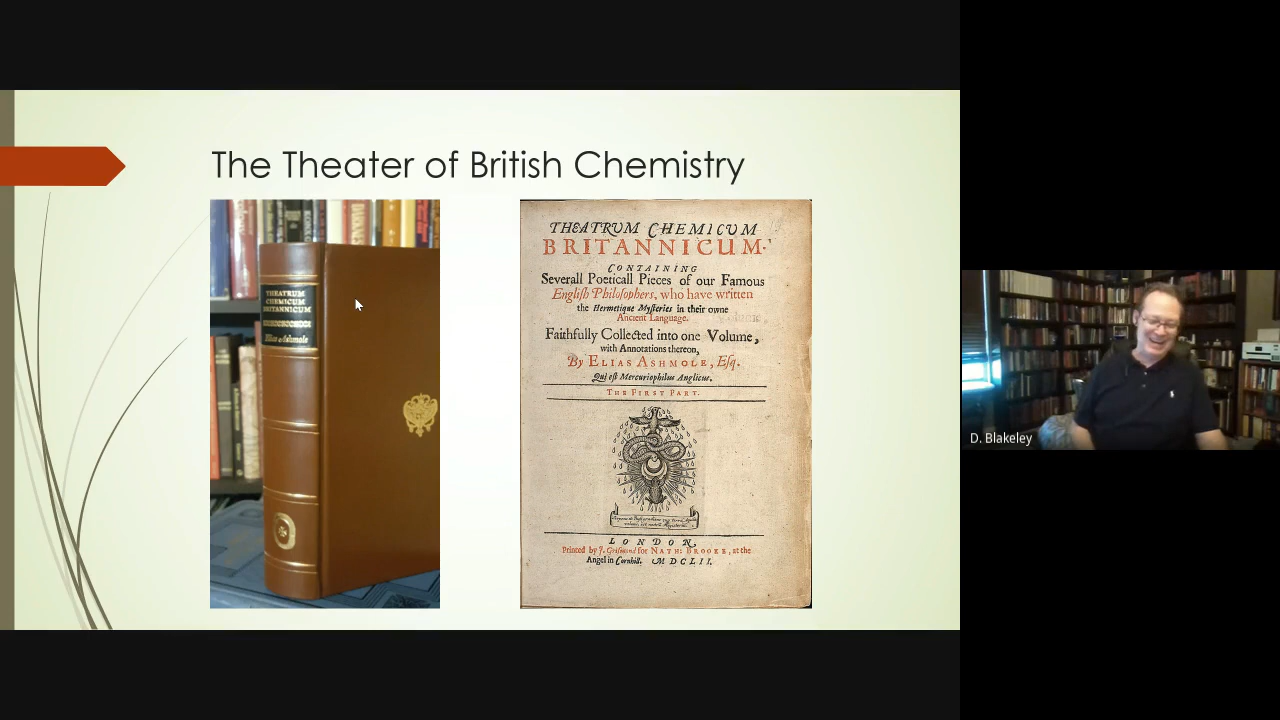 The Theater of British Chemistry
THEATRUM
CHEMICUM
BRITANNICUM
Elias Ashmole
THEATRUM CHEMICUM
BRITANNICUM.
CONTAINING
Severall Poeticall Pieces of our Famous
Engliſh Philoſophers, who have written
the Hermetique Myſteries in their owne
Ancient Language.
Faithfully Collected into one Volume,
with Annotations thereon,
By ELIAS ASHMOLE, Eſq.
Qui eſt Mercuriophilus Anglicus.
THE FIRST PART.
LONDON,
Printed by J. Grismond for NATH: BROOKE, at the
Angel in Cornhill. MDCLII.
D. Blakeley